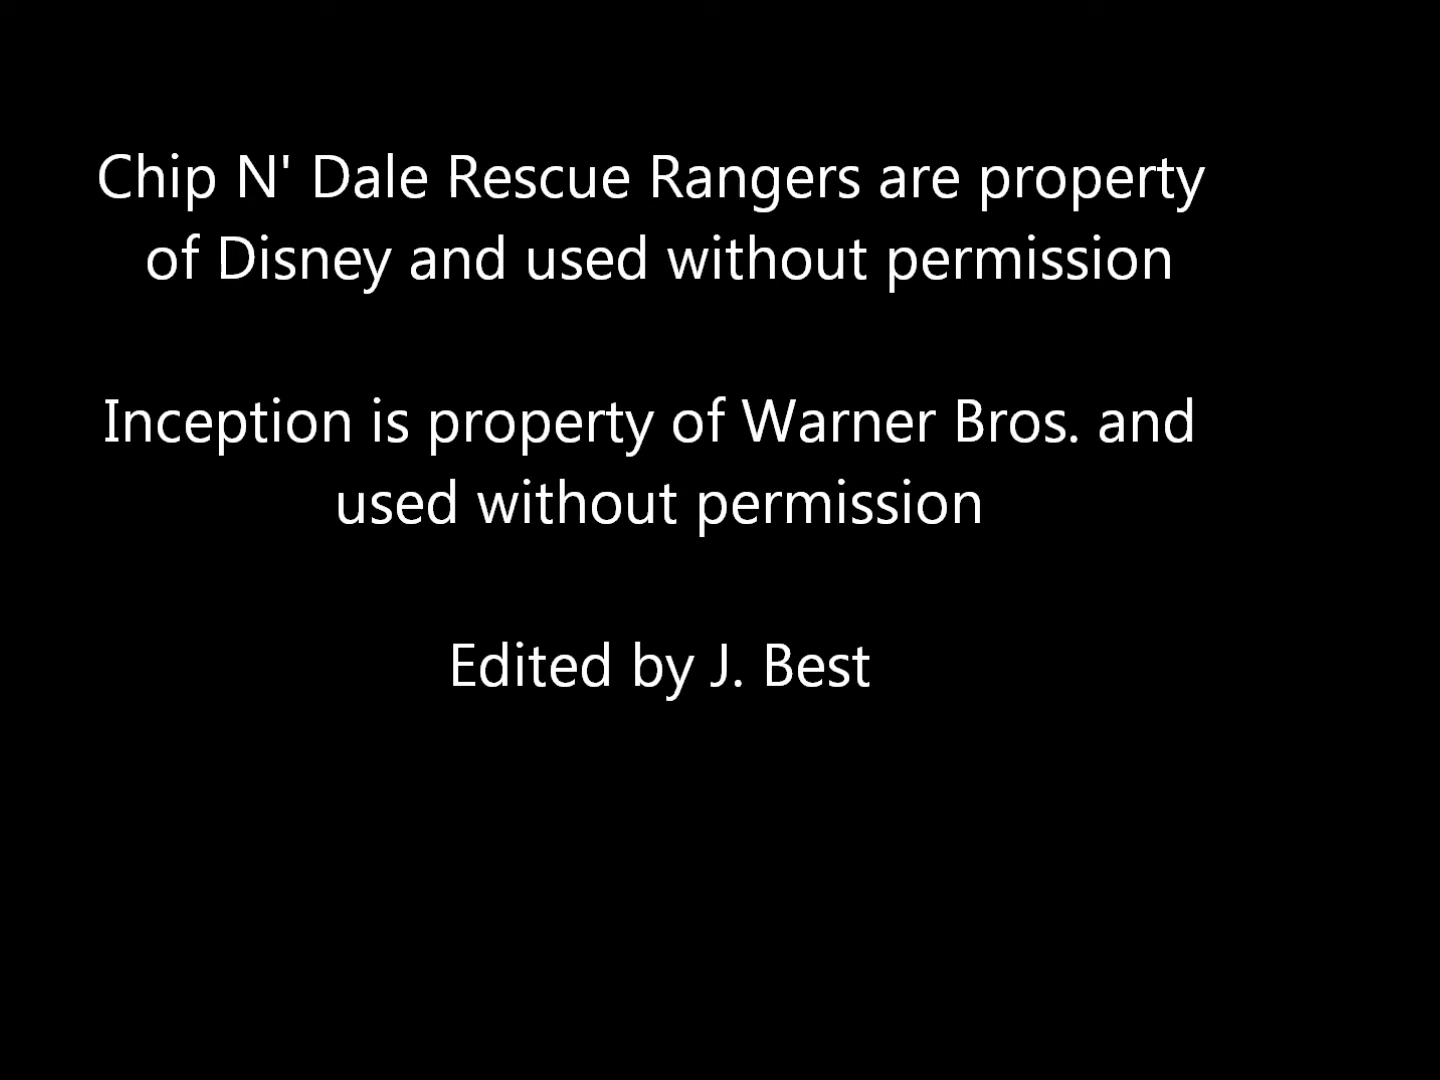 Chip N' Dale Rescue Rangers are property
of Disney and used without permission
Inception is property of Warner Bros. and
used without permission
Edited by J. Best